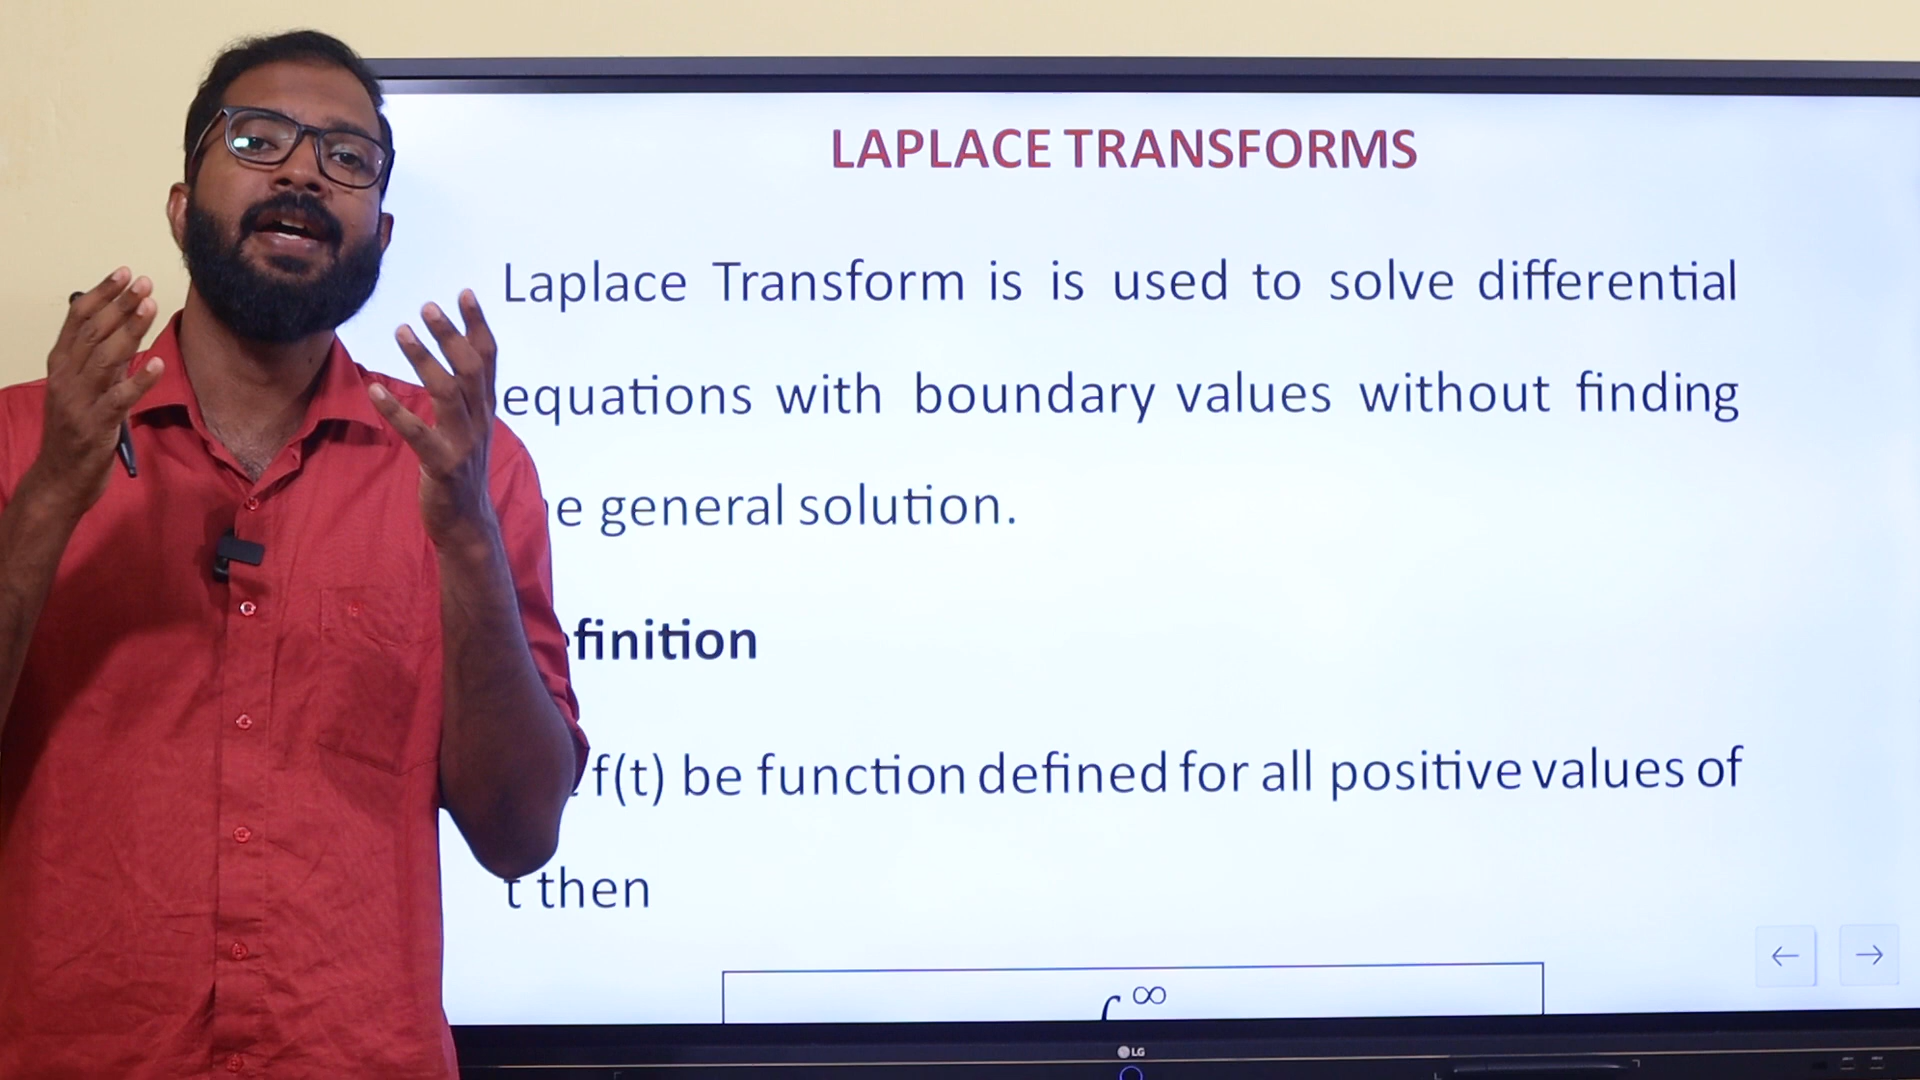 LAPLACE TRANSFORMS
Laplace Transform is is used to solve differential
equations with boundary values without finding
e general solution.
finition
f(t) be function defined for all positive values of
t then
∫ ∞
LG